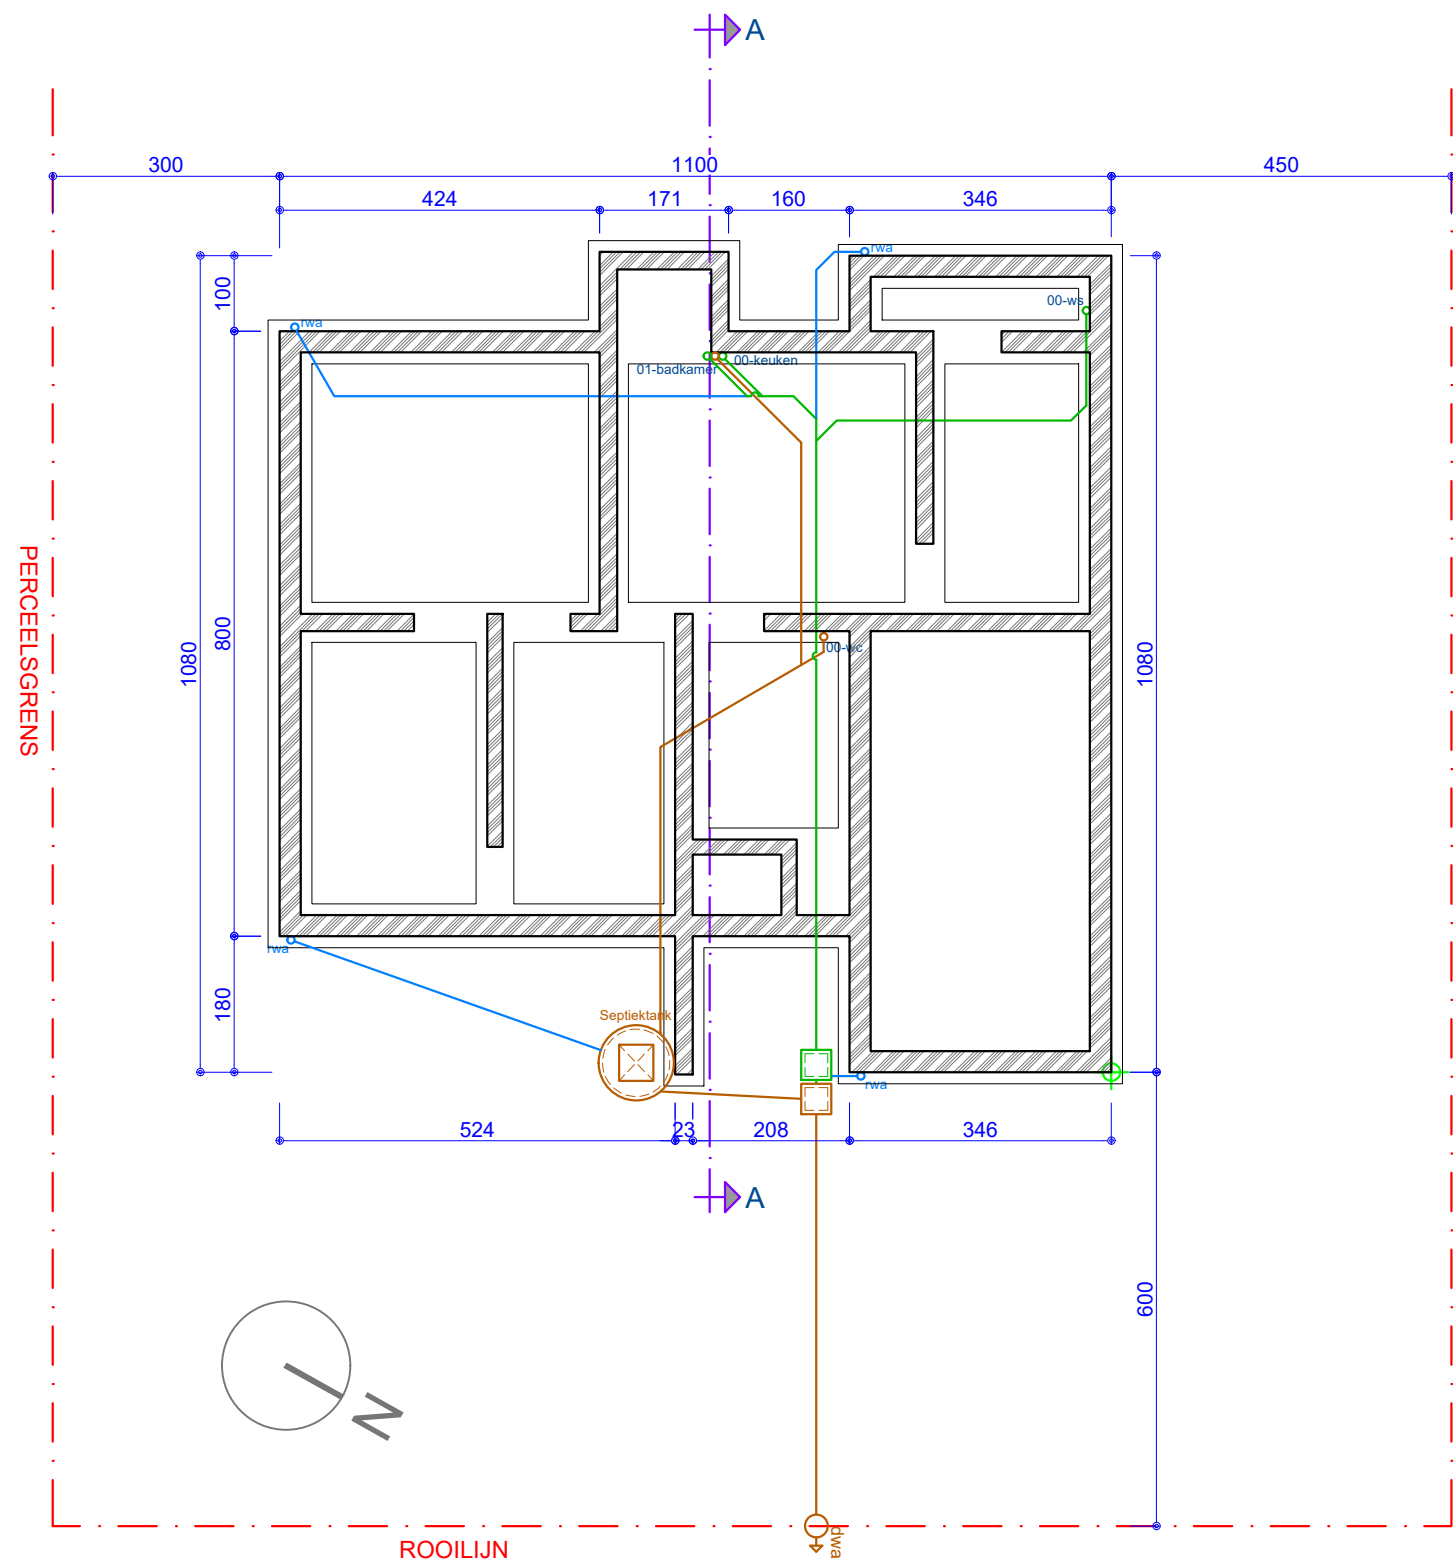 A
300
1100
450
424
171
160
346
rwa
100
00-ws
rwa
00-keuken
01-badkamer
PERCEELSGRENS
1080
800
1080
00-wc
rwa
180
Septiektank
rwa
524
23
208
346
A
600
N
dwa
ROOILIJN